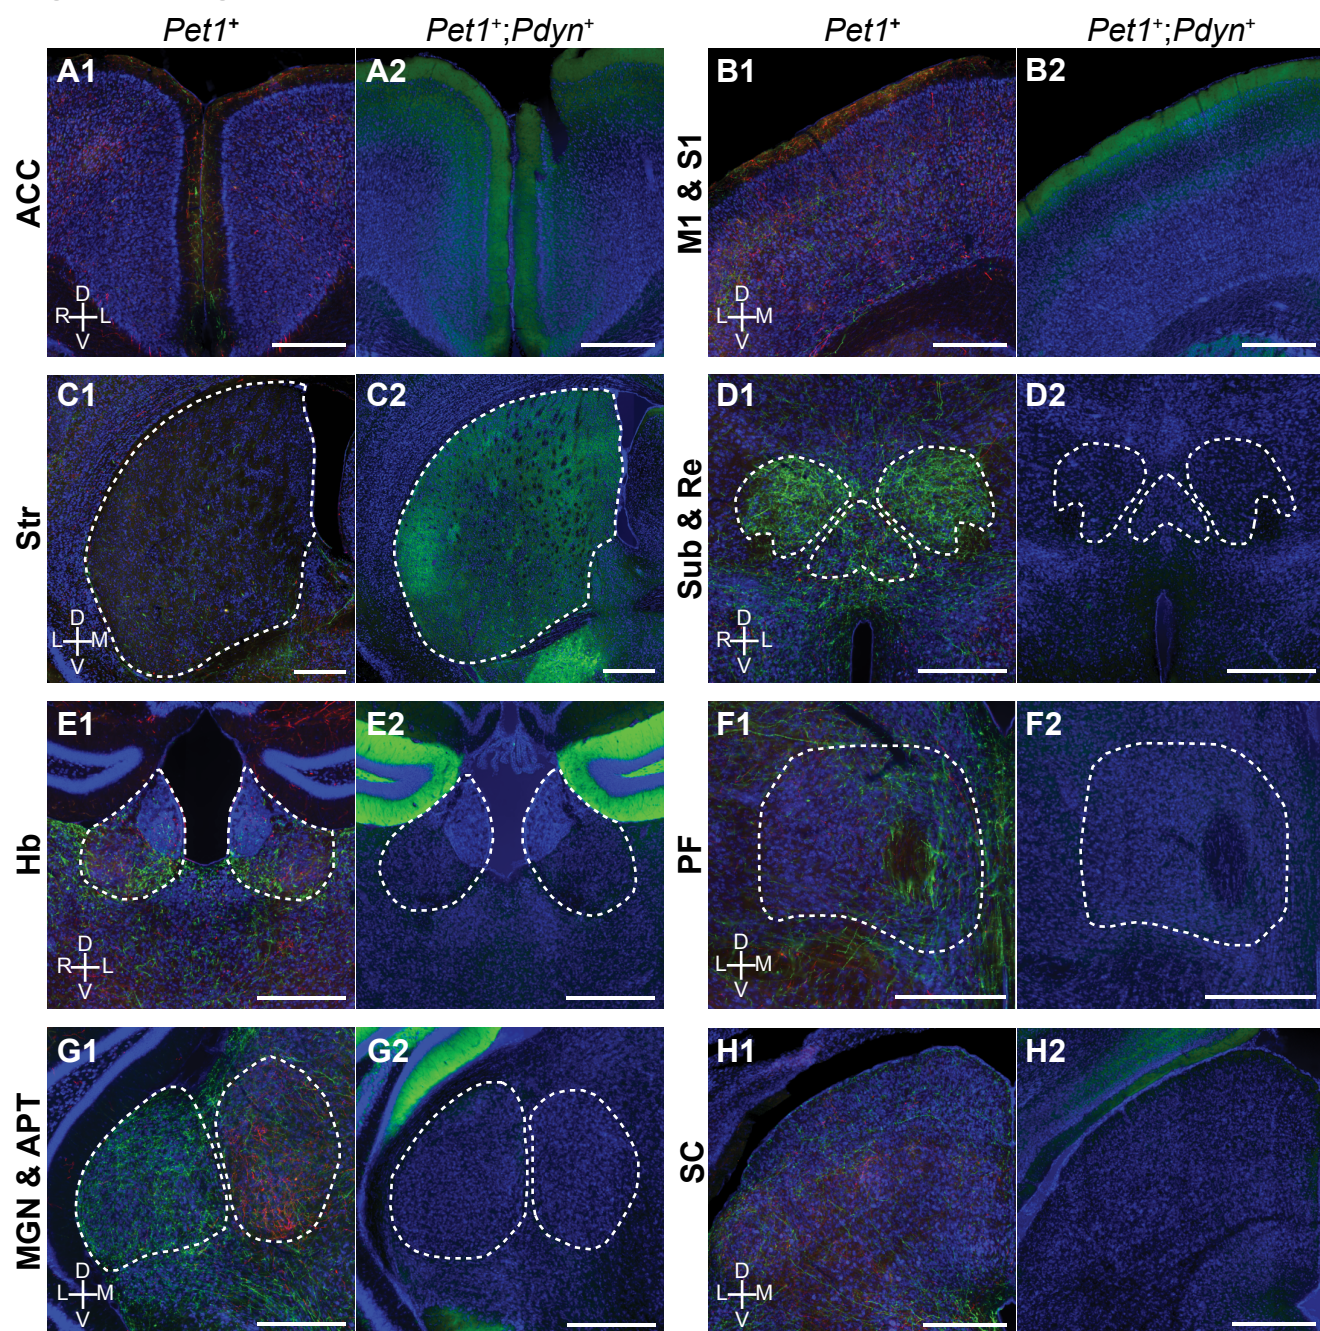 Pet1⁺ Pet1⁺;Pdyn⁺ Pet1⁺ Pet1⁺;Pdyn⁺
ACC
A1
D
R L
V
A2
M1 & S1
B1
D
L M
V
B2
Str
C1
D
L M
V
C2
Sub & Re
D1
D
R L
V
D2
Hb
E1
D
R L
V
E2
PF
F1
D
L M
V
F2
MGN & APT
G1
D
L M
V
G2
SC
H1
D
L M
V
H2